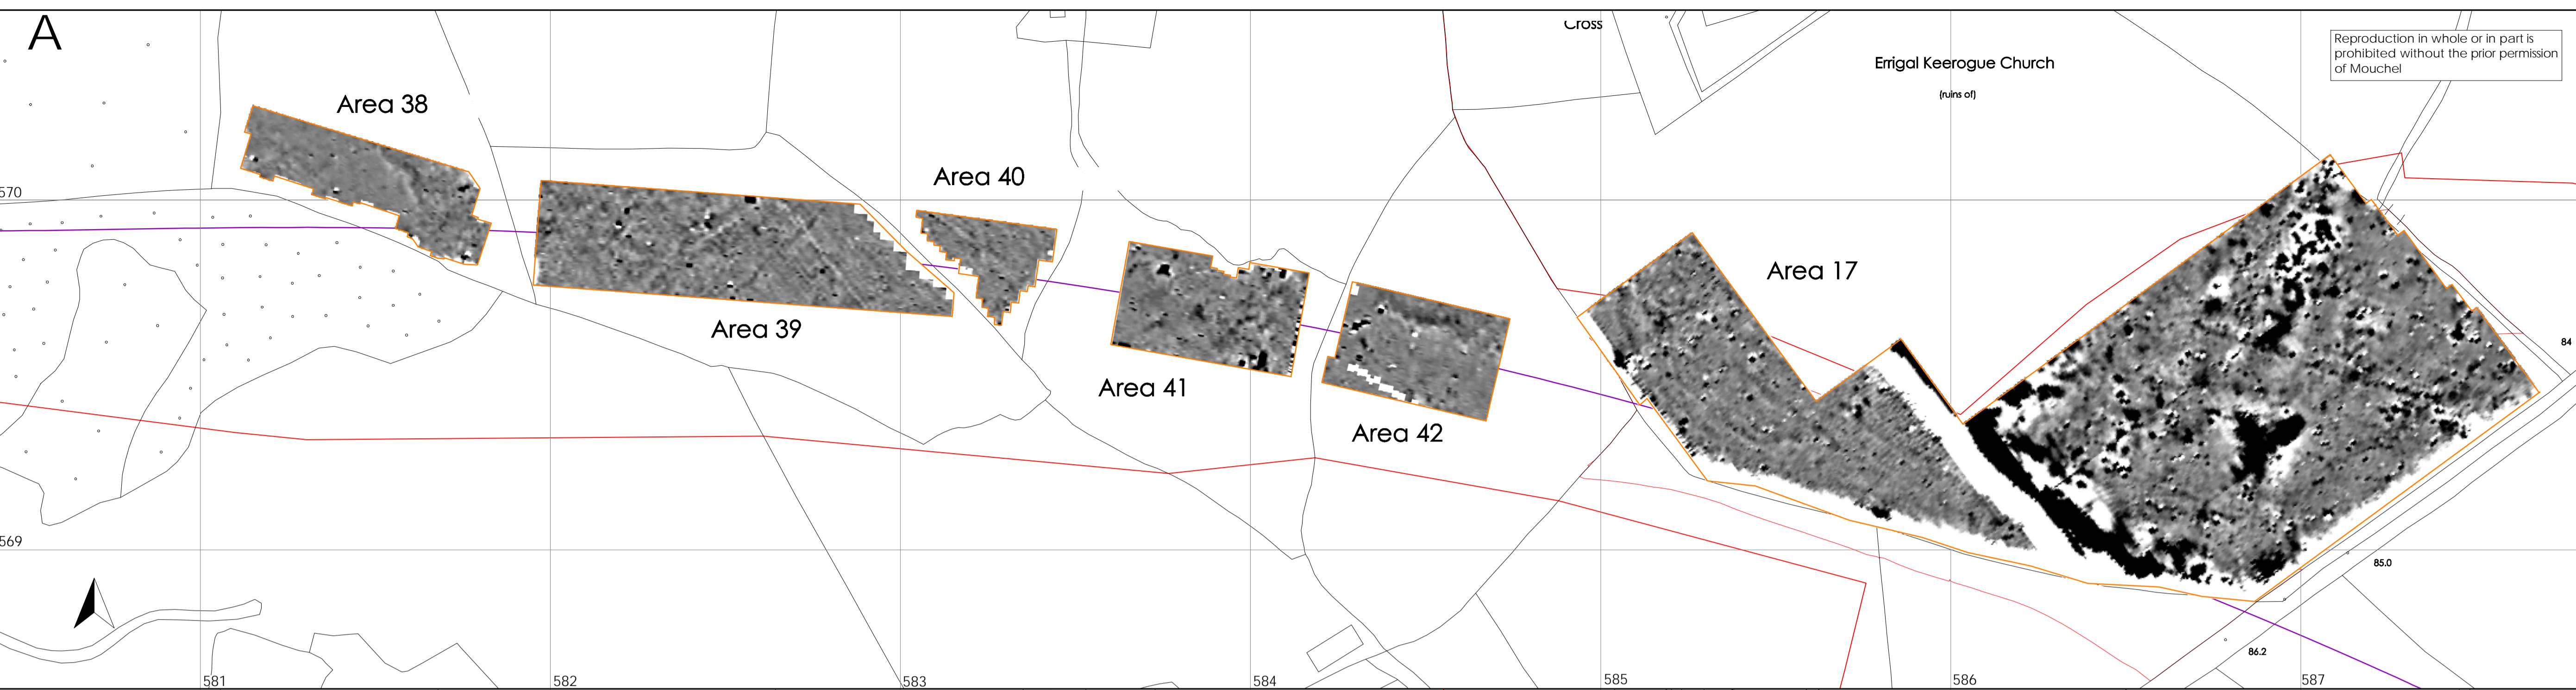 A
Cross
Errigal Keerogue Church
(ruins of)
Reproduction in whole or in part is
prohibited without the prior permission
of Mouchel
Area 38
Area 40
570
Area 17
Area 39
84
Area 41
Area 42
569
85.0
86.2
581
582
583
584
585
586
587